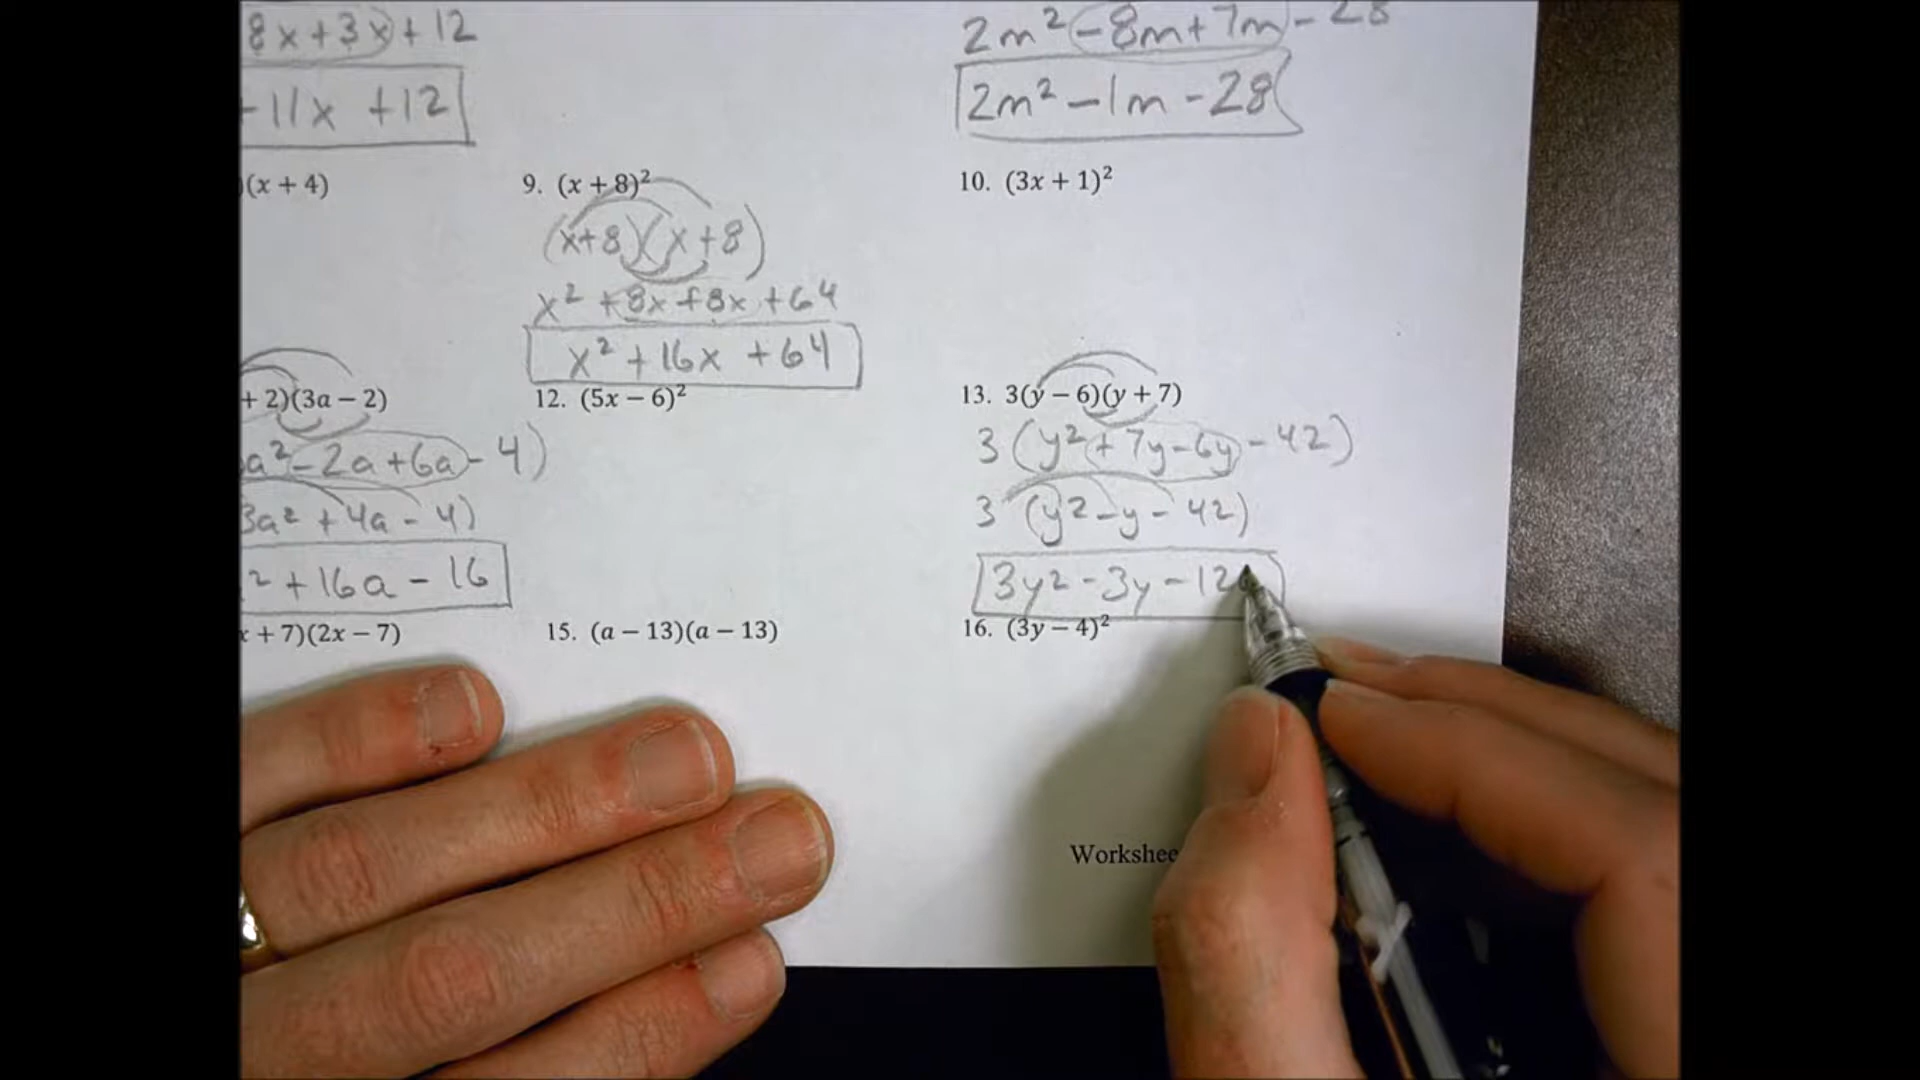 8x+3x+12
+11x +12
2m² -8m+7m -28
2m² -1m -28
(x + 4)
9. (x + 8)²
(x+8)(x+8)
x² +8x+8x +64
x² +16x +64
10. (3x + 1)²
+ 2)(3a − 2)
a² -2a+6a - 4)
3a² + 4a - 4)
² + 16a - 16
12. (5x − 6)²
13. 3(y − 6)(y + 7)
3 (y² +7y-6y -42)
3 (y² -y - 42)
3y² -3y -12
+ 7)(2x − 7)
15. (a − 13)(a − 13)
16. (3y − 4)²